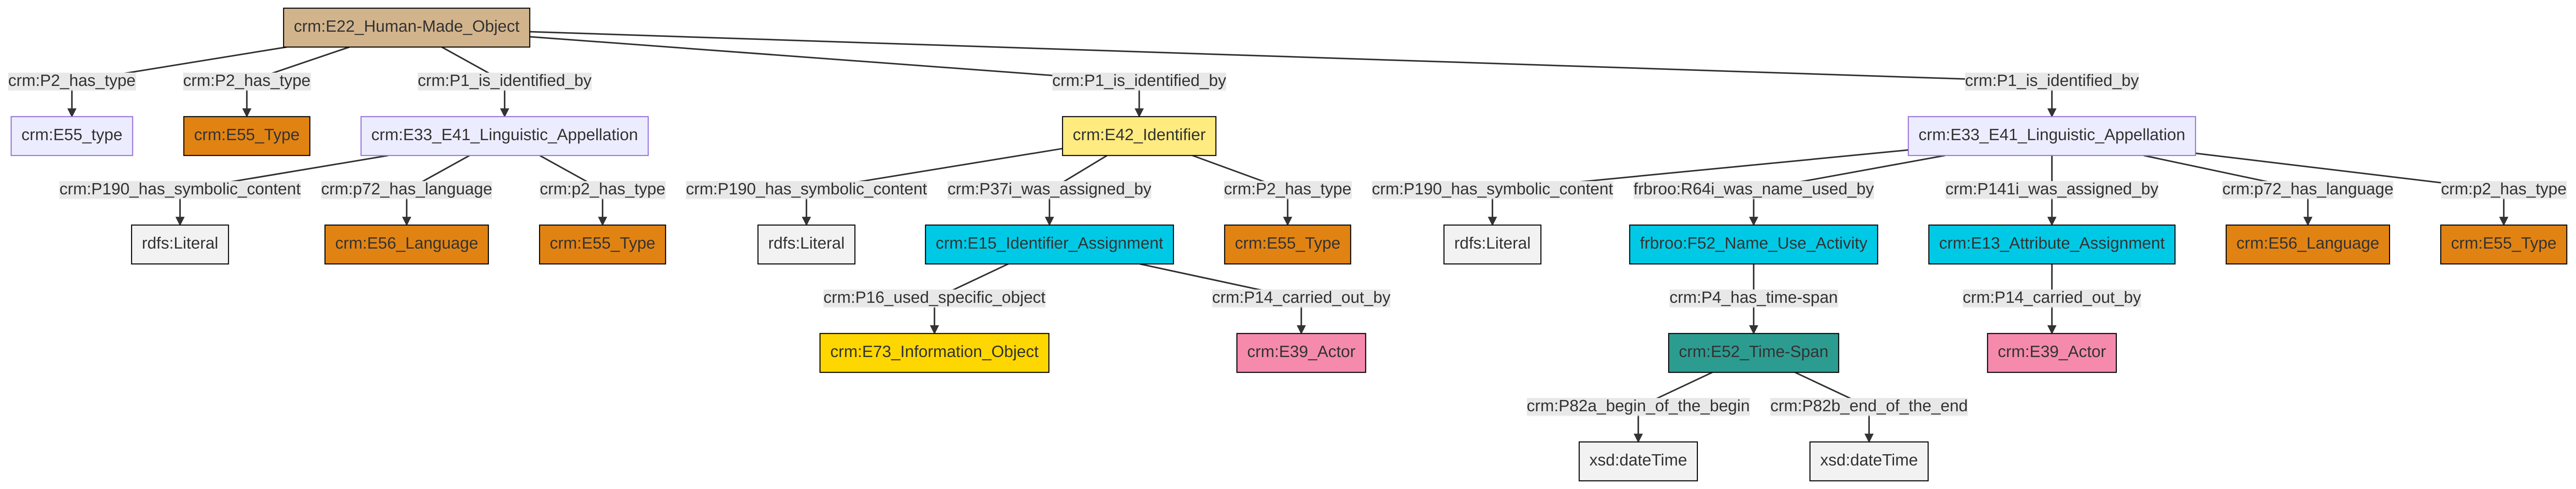 crm:E22_Human-Made_Object
crm:P2_has_type
crm:P2_has_type
crm:P1_is_identified_by
crm:P1_is_identified_by
crm:P1_is_identified_by
crm:E55_type
crm:E55_Type
crm:E33_E41_Linguistic_Appellation
crm:E42_Identifier
crm:E33_E41_Linguistic_Appellation
crm:P190_has_symbolic_content
crm:p72_has_language
crm:p2_has_type
crm:P190_has_symbolic_content
crm:P37i_was_assigned_by
crm:P2_has_type
crm:P190_has_symbolic_content
frbroo:R64i_was_name_used_by
crm:P141i_was_assigned_by
crm:p72_has_language
crm:p2_has_type
rdfs:Literal
crm:E56_Language
crm:E55_Type
rdfs:Literal
crm:E15_Identifier_Assignment
crm:E55_Type
rdfs:Literal
frbroo:F52_Name_Use_Activity
crm:E13_Attribute_Assignment
crm:E56_Language
crm:E55_Type
crm:P16_used_specific_object
crm:P14_carried_out_by
crm:P4_has_time-span
crm:P14_carried_out_by
crm:E73_Information_Object
crm:E39_Actor
crm:E52_Time-Span
crm:E39_Actor
crm:P82a_begin_of_the_begin
crm:P82b_end_of_the_end
xsd:dateTime
xsd:dateTime